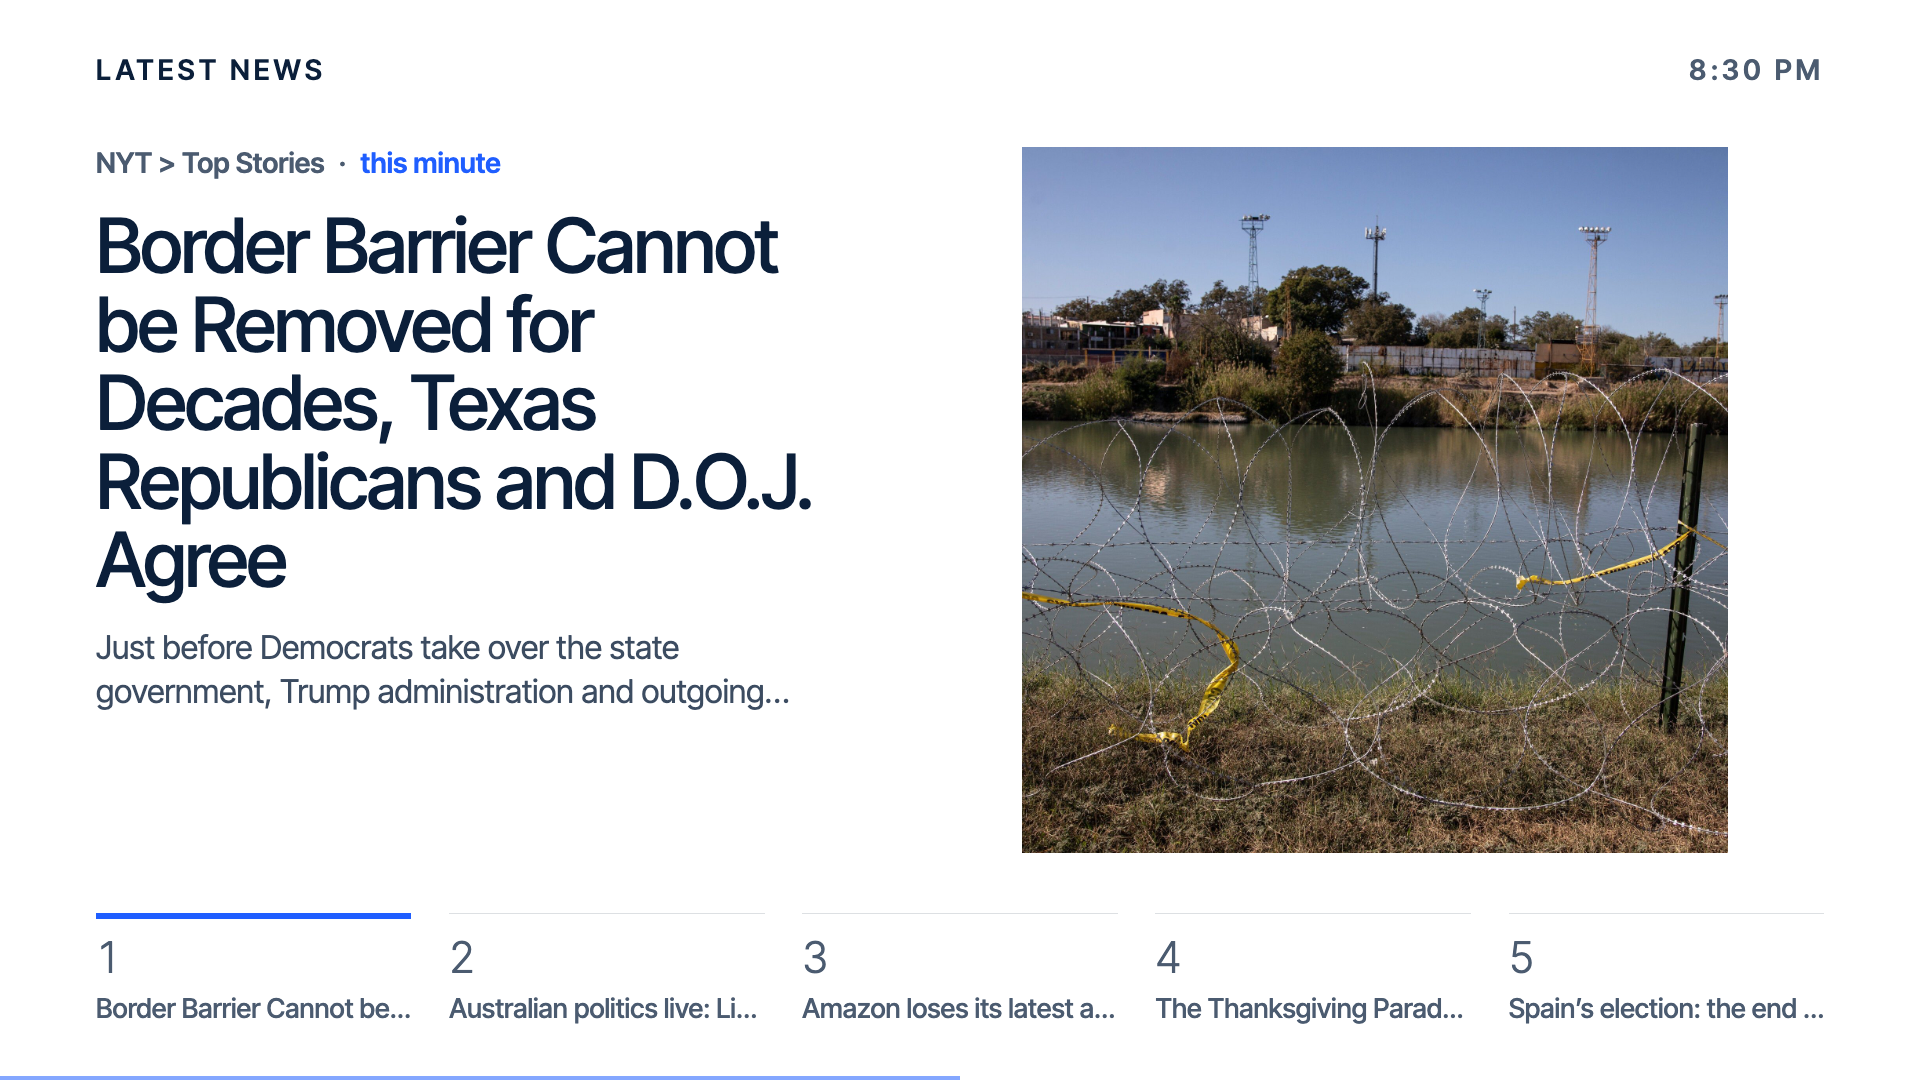 LATEST NEWS
8:30 PM
NYT > Top Stories · this minute
Border Barrier Cannot
be Removed for
Decades, Texas
Republicans and D.O.J.
Agree
Just before Democrats take over the state
government, Trump administration and outgoing...
1
Border Barrier Cannot be...
2
Australian politics live: Li...
3
Amazon loses its latest a...
4
The Thanksgiving Parad...
5
Spain’s election: the end ...